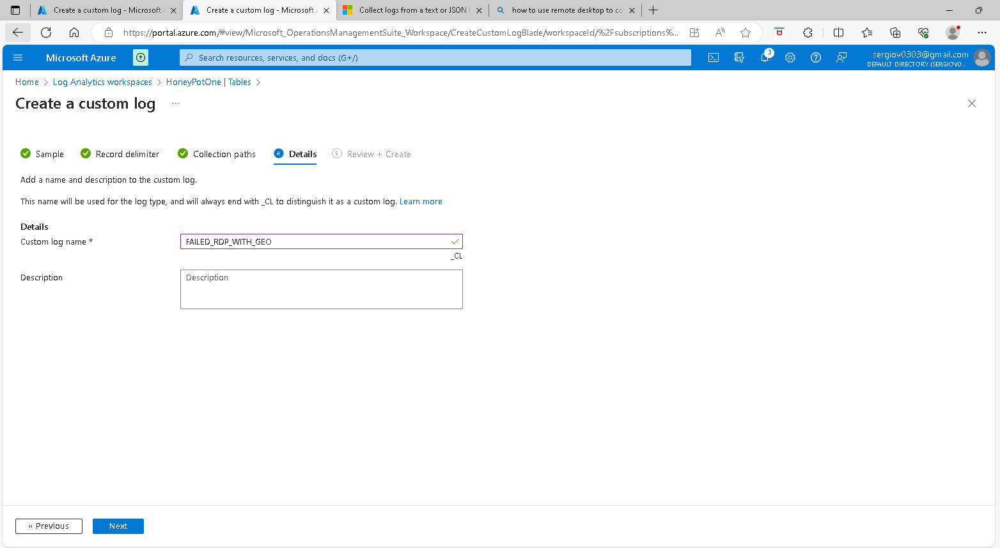 Create a custom log - Microsoft A
Create a custom log - Microsoft A
Collect logs from a text or JSON f
how to use remote desktop to co
https://portal.azure.com/#view/Microsoft_OperationsManagementSuite_Workspace/CreateCustomLogBlade/workspaceId/%2Fsubscriptions%...
Microsoft Azure
Search resources, services, and docs (G+/)
3
sergiov0303@gmail.com
DEFAULT DIRECTORY (SERGIOV0...
Home > Log Analytics workspaces > HoneyPotOne | Tables >
Create a custom log ...
Sample Record delimiter Collection paths 4 Details 5 Review + Create
Add a name and description to the custom log.
This name will be used for the log type, and will always end with _CL to distinguish it as a custom log. Learn more
Details
Custom log name *
FAILED_RDP_WITH_GEO
_CL
Description
Description
« Previous
Next